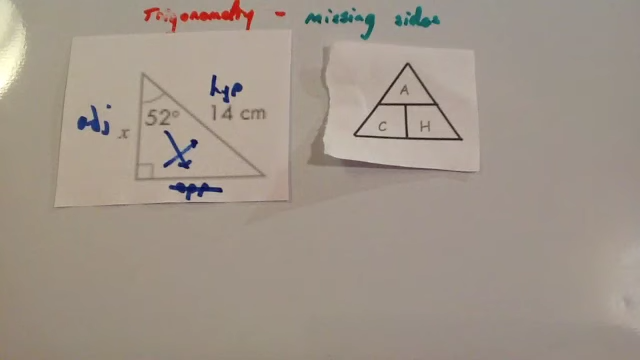 Trigonometry - missing sides
hyp
adj
x
52°
14 cm
opp
A
C
H